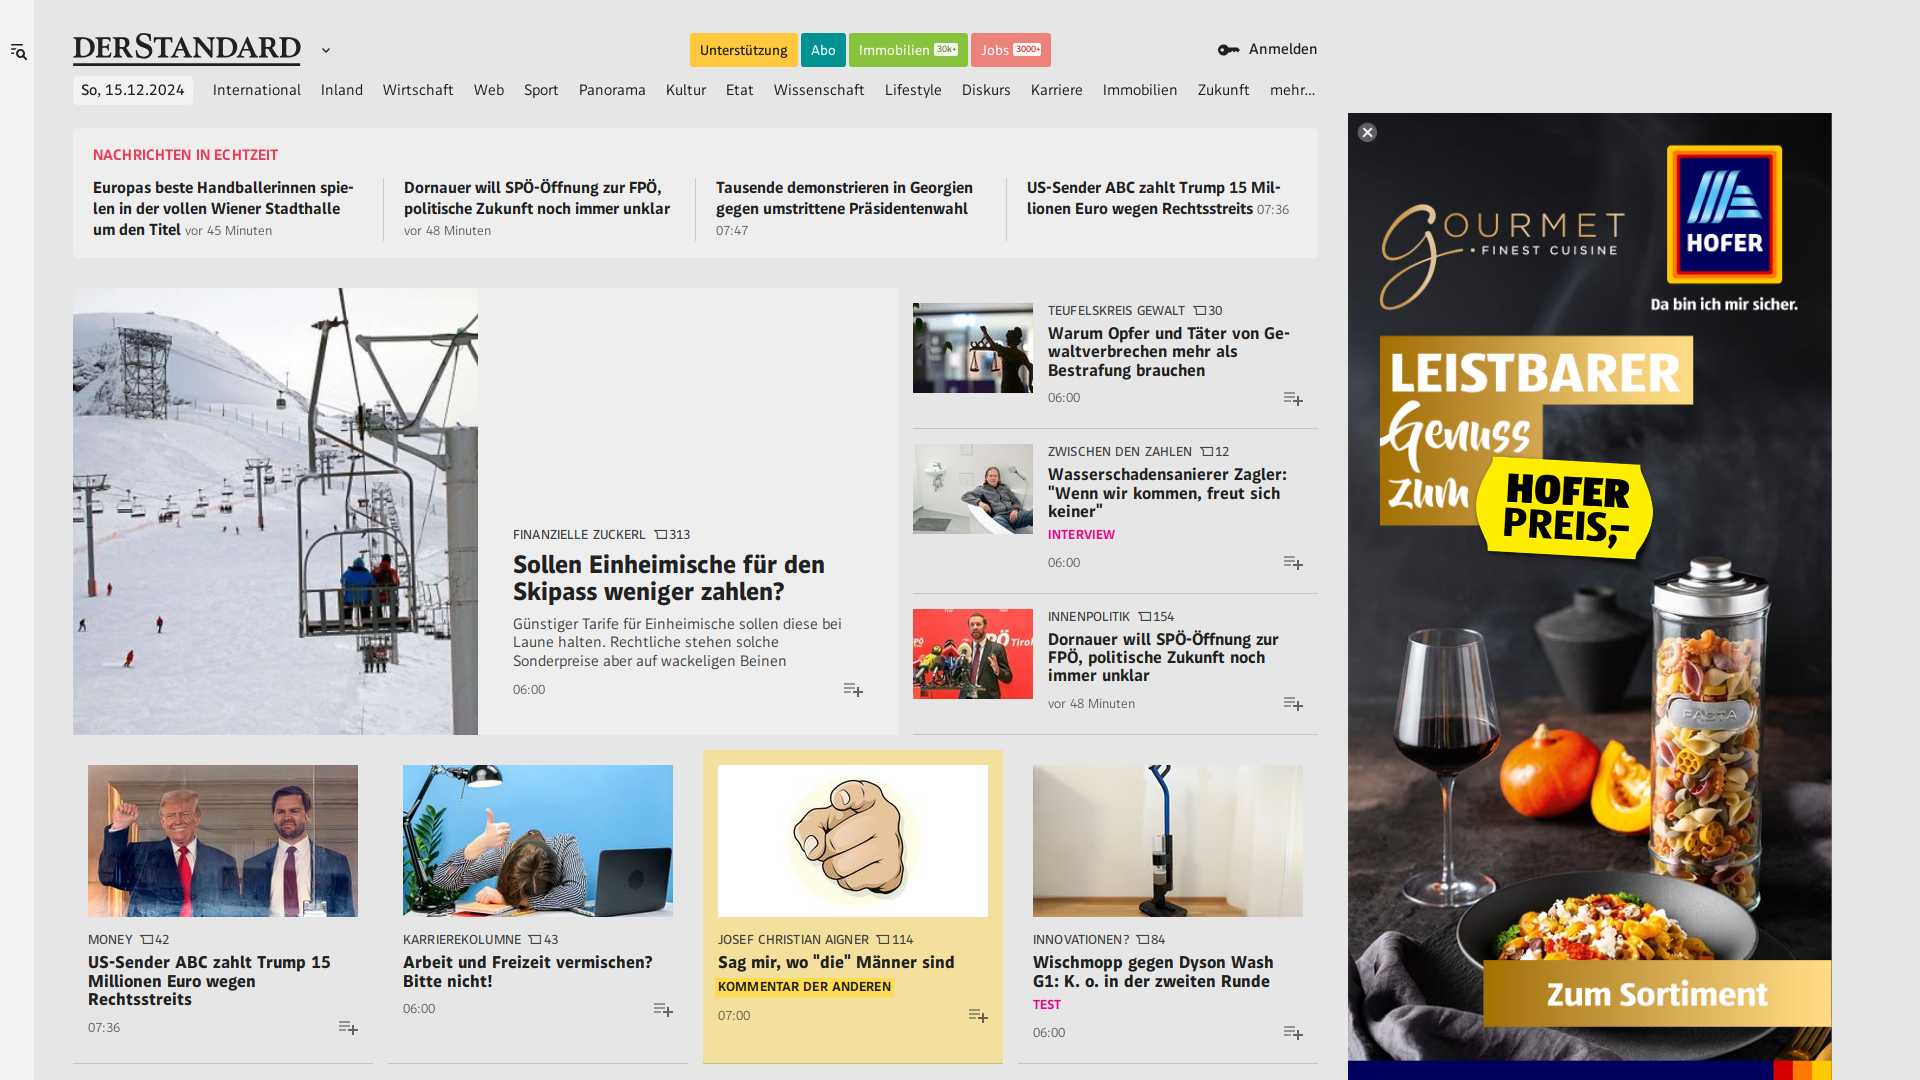 DERSTANDARD
Unterstützung
Abo
Immobilien 30k+
Jobs 3000+
Anmelden
So, 15.12.2024
International
Inland
Wirtschaft
Web
Sport
Panorama
Kultur
Etat
Wissenschaft
Lifestyle
Diskurs
Karriere
Immobilien
Zukunft
mehr...
NACHRICHTEN IN ECHTZEIT
Europas beste Handballerinnen spie-
len in der vollen Wiener Stadthalle
um den Titel vor 45 Minuten
Dornauer will SPÖ-Öffnung zur FPÖ,
politische Zukunft noch immer unklar
vor 48 Minuten
Tausende demonstrieren in Georgien
gegen umstrittene Präsidentenwahl
07:47
US-Sender ABC zahlt Trump 15 Mil-
lionen Euro wegen Rechtsstreits 07:36
FINANZIELLE ZUCKERL 313
Sollen Einheimische für den
Skipass weniger zahlen?
Günstiger Tarife für Einheimische sollen diese bei
Laune halten. Rechtliche stehen solche
Sonderpreise aber auf wackeligen Beinen
06:00
TEUFELSKREIS GEWALT 30
Warum Opfer und Täter von Ge-
waltverbrechen mehr als
Bestrafung brauchen
06:00
ZWISCHEN DEN ZAHLEN 12
Wasserschadensanierer Zagler:
"Wenn wir kommen, freut sich
keiner"
INTERVIEW
06:00
PÖ
Tirol
INNENPOLITIK 154
Dornauer will SPÖ-Öffnung zur
FPÖ, politische Zukunft noch
immer unklar
vor 48 Minuten
MONEY 42
US-Sender ABC zahlt Trump 15
Millionen Euro wegen
Rechtsstreits
07:36
KARRIEREKOLUMNE 43
Arbeit und Freizeit vermischen?
Bitte nicht!
06:00
JOSEF CHRISTIAN AIGNER 114
Sag mir, wo "die" Männer sind
KOMMENTAR DER ANDEREN
07:00
INNOVATIONEN? 84
Wischmopp gegen Dyson Wash
G1: K. o. in der zweiten Runde
TEST
06:00
GOURMET
FINEST CUISINE
HOFER
Da bin ich mir sicher.
LEISTBARER
Genuss
zum
HOFER
PREIS,-
PASTA
Zum Sortiment